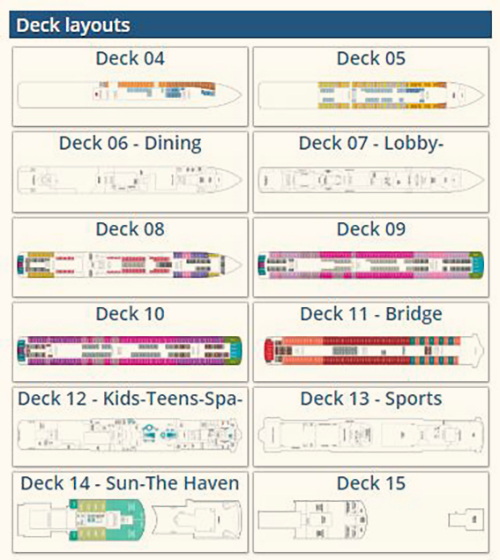 Deck layouts
Deck 04
Deck 05
Deck 06 - Dining
Deck 07 - Lobby-
Deck 08
Deck 09
Deck 10
Deck 11 - Bridge
Deck 12 - Kids-Teens-Spa-
Deck 13 - Sports
Deck 14 - Sun-The Haven
Deck 15